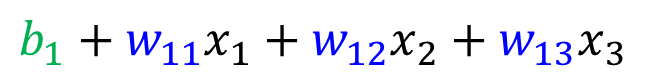 b₁ + w₁₁x₁ + w₁₂x₂ + w₁₃x₃